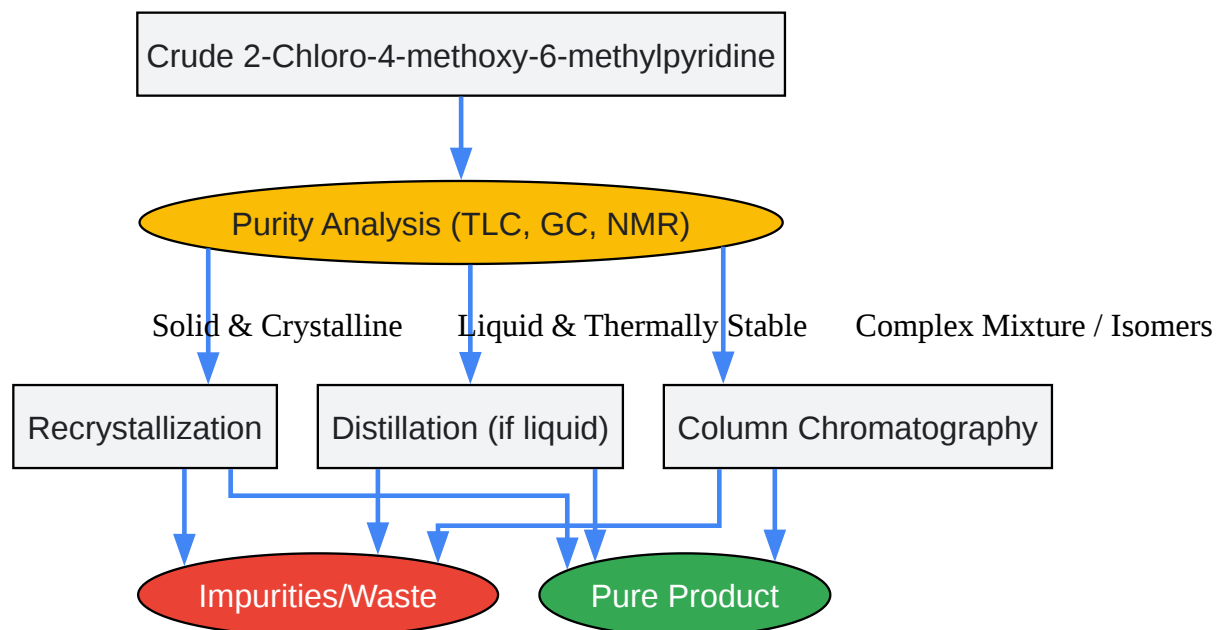 Crude 2-Chloro-4-methoxy-6-methylpyridine
Purity Analysis (TLC, GC, NMR)
Solid & Crystalline
Liquid & Thermally Stable
Complex Mixture / Isomers
Recrystallization
Distillation (if liquid)
Column Chromatography
Impurities/Waste
Pure Product